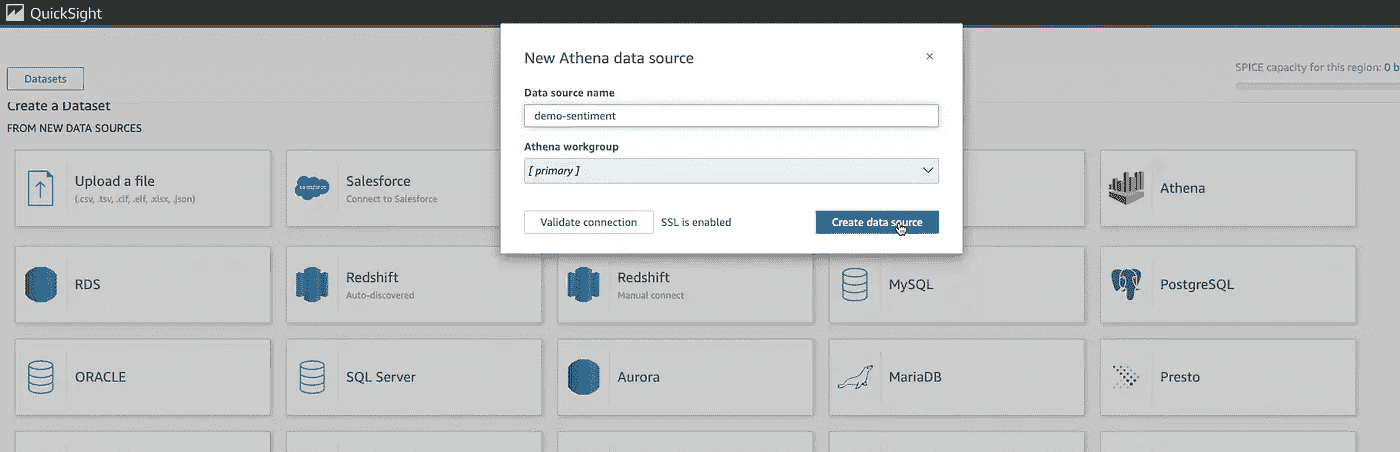 QuickSight
New Athena data source
×
Data source name
demo-sentiment
Athena workgroup
[ primary ]
Validate connection
SSL is enabled
Create data source
Datasets
SPICE capacity for this region: 0 b
Create a Dataset
FROM NEW DATA SOURCES
Upload a file
(.csv, .tsv, .clf, .elf, .xlsx, .json)
salesforce
Salesforce
Connect to Salesforce
Athena
RDS
Redshift
Auto-discovered
Redshift
Manual connect
MySQL
PostgreSQL
ORACLE
SQL Server
Aurora
MariaDB
Presto